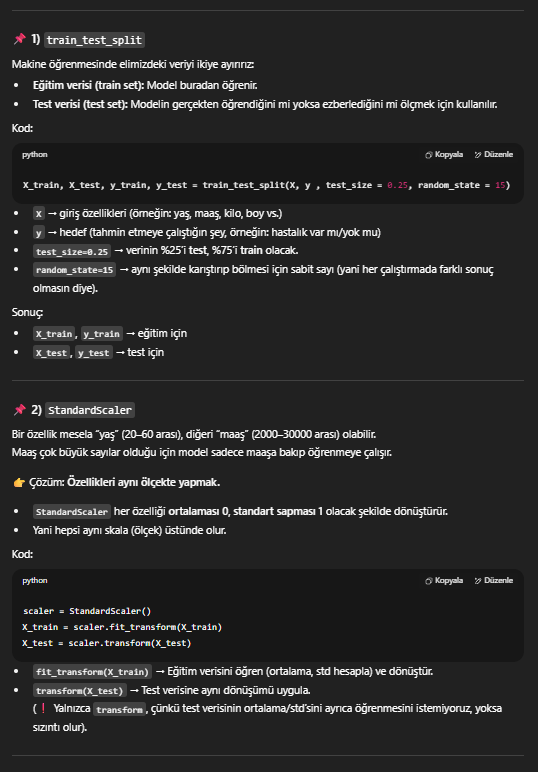 📌 1) train_test_split
Makine öğrenmesinde elimizdeki veriyi ikiye ayırırız:
• Eğitim verisi (train set): Model buradan öğrenir.
• Test verisi (test set): Modelin gerçekten öğrendiğini mi yoksa ezberlediğini mi ölçmek için kullanılır.
Kod:
python Kopyala Düzenle
X_train, X_test, y_train, y_test = train_test_split(X, y , test_size = 0.25, random_state = 15)
• X → giriş özellikleri (örneğin: yaş, maaş, kilo, boy vs.)
• y → hedef (tahmin etmeye çalıştığın şey, örneğin: hastalık var mı/yok mu)
• test_size=0.25 → verinin %25'i test, %75'i train olacak.
• random_state=15 → aynı şekilde karıştırıp bölmesi için sabit sayı (yani her çalıştırmada farklı sonuç
olmasın diye).
Sonuç:
• X_train, y_train → eğitim için
• X_test, y_test → test için
📌 2) StandardScaler
Bir özellik mesela "yaş" (20–60 arası), diğeri "maaş" (2000–30000 arası) olabilir.
Maaş çok büyük sayılar olduğu için model sadece maaşa bakıp öğrenmeye çalışır.
👉 Çözüm: Özellikleri aynı ölçekte yapmak.
• StandardScaler her özelliği ortalaması 0, standart sapması 1 olacak şekilde dönüştürür.
• Yani hepsi aynı skala (ölçek) üstünde olur.
Kod:
python Kopyala Düzenle
scaler = StandardScaler()
X_train = scaler.fit_transform(X_train)
X_test = scaler.transform(X_test)
• fit_transform(X_train) → Eğitim verisini öğren (ortalama, std hesapla) ve dönüştür.
• transform(X_test) → Test verisine aynı dönüşümü uygula.
(❗ Yalnızca transform, çünkü test verisinin ortalama/std'sini ayrıca öğrenmesini istemiyoruz, yoksa
sızıntı olur).